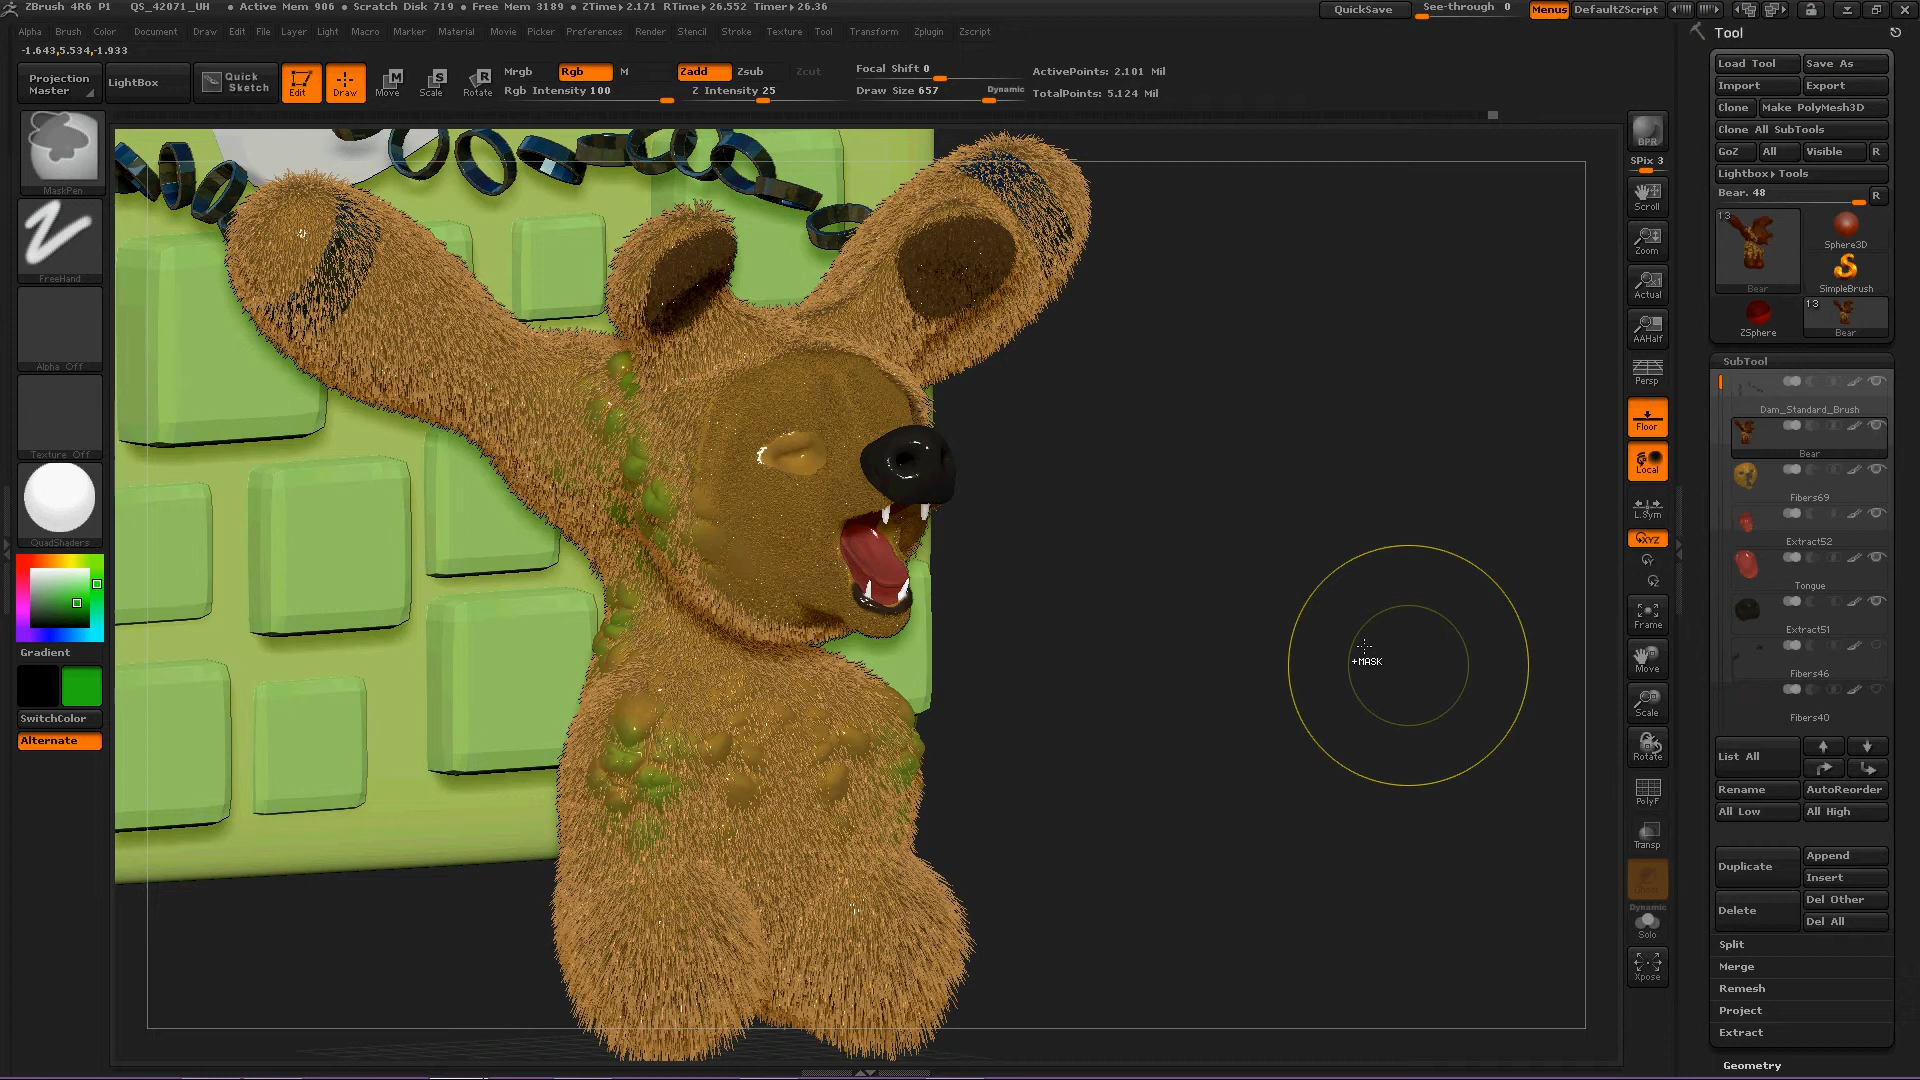 ZBrush 4R6 P1 QS_42071_UH • Active Mem 906 • Scratch Disk 719 • Free Mem 3189 • ZTime▸2.171 RTime▸26.552 Timer▸26.36 QuickSave See-through 0 Menus DefaultZScript
Alpha Brush Color Document Draw Edit File Layer Light Macro Marker Material Movie Picker Preferences Render Stencil Stroke Texture Tool Transform Zplugin Zscript
-1.643,5.534,-1.933
Projection Master
LightBox
Quick Sketch
Edit
Draw
Move
Scale
Rotate
Mrgb Rgb M
Rgb Intensity 100
Zadd Zsub Zcut
Z Intensity 25
Focal Shift 0
Draw Size 657
Dynamic
ActivePoints: 2.101 Mil
TotalPoints: 5.124 Mil
MaskPen
FreeHand
Alpha Off
Texture Off
QuadShaders
Gradient
SwitchColor
Alternate
+MASK
BPR
SPix 3
Scroll
Zoom
Actual
AAHalf
Persp
Floor
Local
L.Sym
XYZ
Y
Z
Frame
Move
Scale
Rotate
PolyF
Transp
Ghost
Dynamic
Solo
Xpose
Tool
Load Tool Save As
Import Export
Clone Make PolyMesh3D
Clone All SubTools
GoZ All Visible R
Lightbox▸Tools
Bear. 48 R
13
Bear
Sphere3D
SimpleBrush
ZSphere
13
Bear
SubTool
Dam_Standard_Brush
Bear
Fibers69
Extract52
Tongue
Extract51
Fibers46
Fibers40
List All
Rename AutoReorder
All Low All High
Duplicate
Append
Insert
Delete
Del Other
Del All
Split
Merge
Remesh
Project
Extract
Geometry